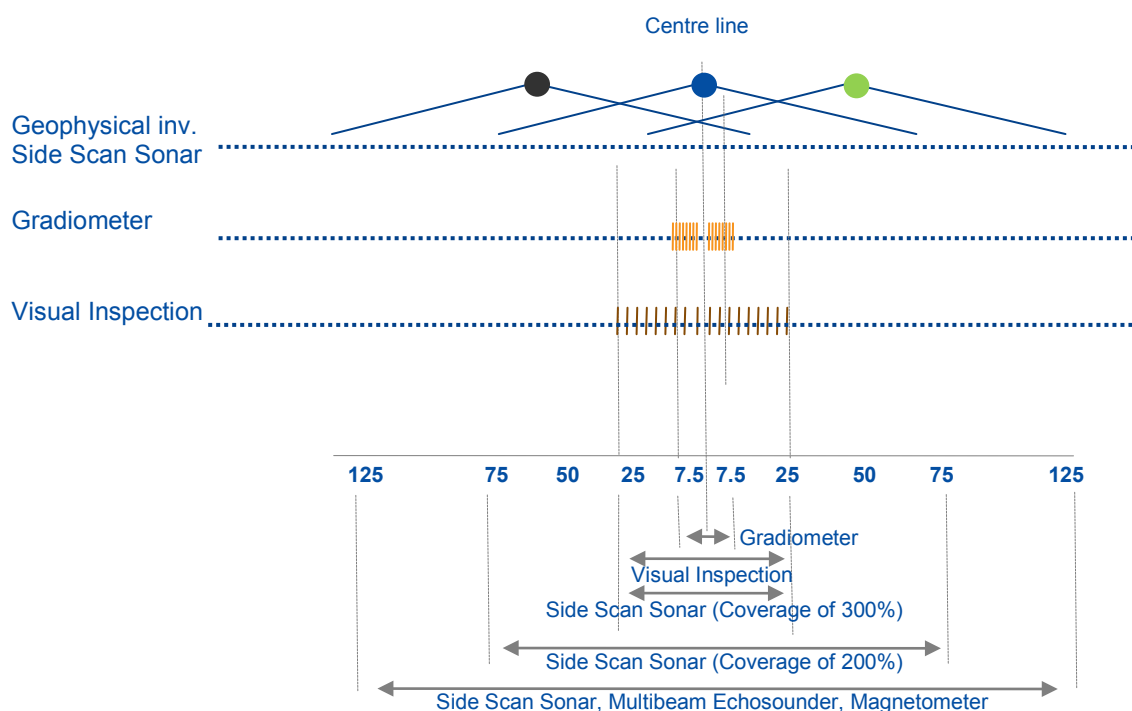 Centre line
Geophysical inv.
Side Scan Sonar
Gradiometer
Visual Inspection
125 75 50 25 7.5 7.5 25 50 75 125
Gradiometer
Visual Inspection
Side Scan Sonar (Coverage of 300%)
Side Scan Sonar (Coverage of 200%)
Side Scan Sonar, Multibeam Echosounder, Magnetometer